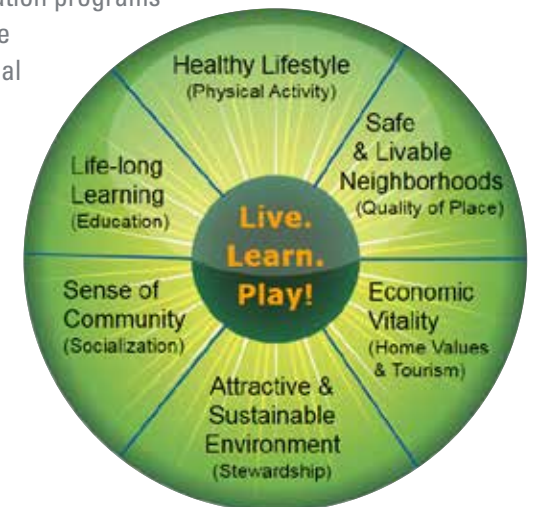 programs
e
al
Healthy Lifestyle
(Physical Activity)
Safe
& Livable
Neighborhoods
(Quality of Place)
Economic
Vitality
(Home Values
& Tourism)
Attractive &
Sustainable
Environment
(Stewardship)
Sense of
Community
(Socialization)
Life-long
Learning
(Education)
Live.
Learn.
Play!